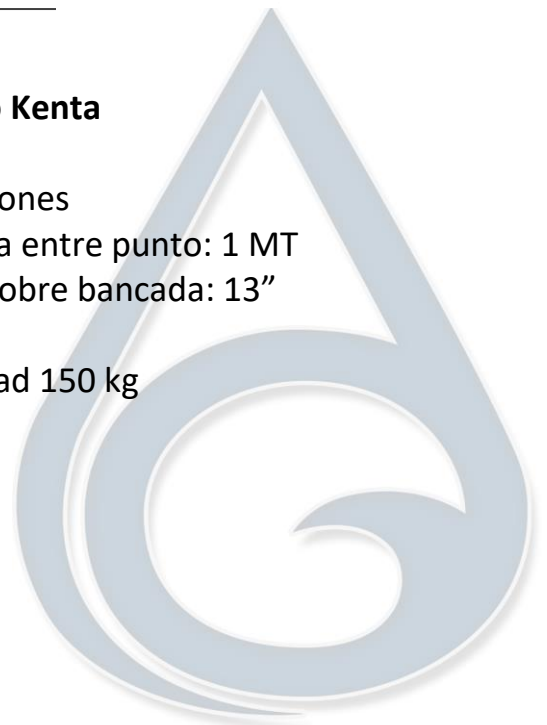 Kenta
ones
a entre punto: 1 MT
obre bancada: 13”
ad 150 kg